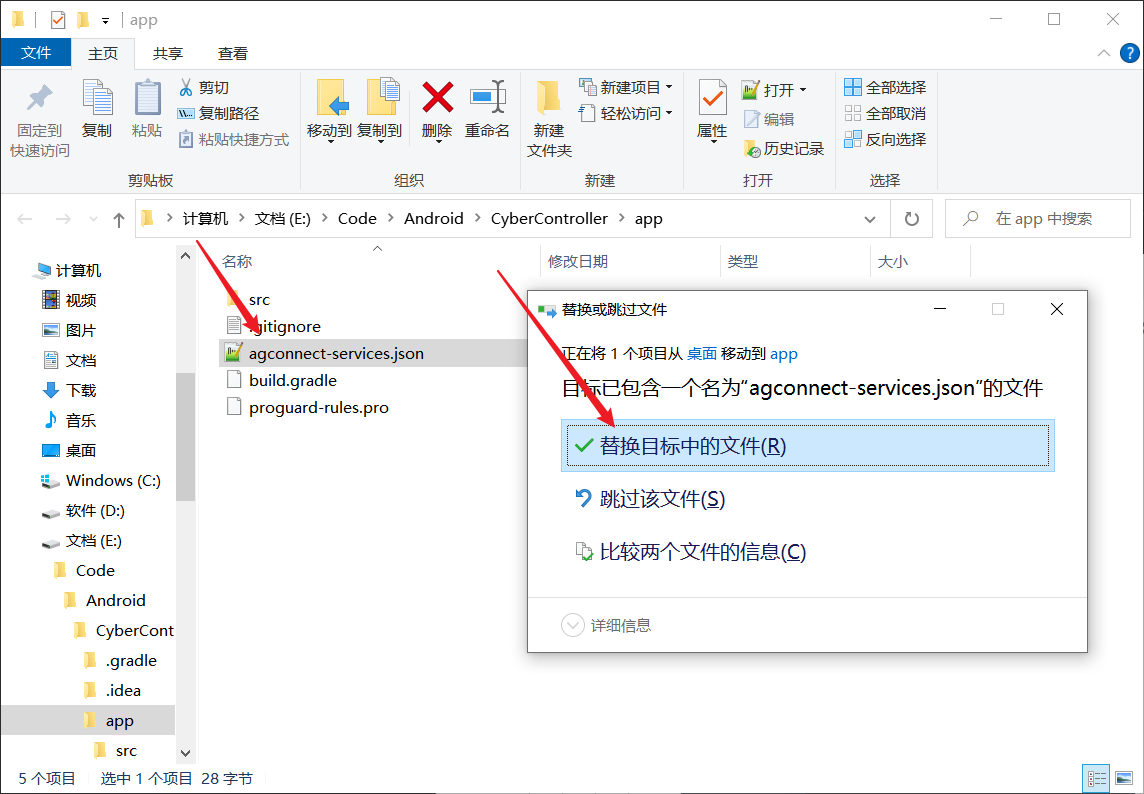 app
文件 主页 共享 查看
固定到快速访问
复制
粘贴
剪切
复制路径
粘贴快捷方式
剪贴板
移动到
复制到
删除
重命名
组织
新建文件夹
新建项目
轻松访问
新建
属性
打开
编辑
历史记录
打开
全部选择
全部取消
反向选择
选择
计算机 > 文档 (E:) > Code > Android > CyberController > app
在 app 中搜索
计算机
视频
图片
文档
下载
音乐
桌面
Windows (C:)
软件 (D:)
文档 (E:)
Code
Android
CyberCont
.gradle
.idea
app
src
名称 修改日期 类型 大小
src
.gitignore
agconnect-services.json
build.gradle
proguard-rules.pro
替换或跳过文件
正在将 1 个项目从 桌面 移动到 app
目标已包含一个名为“agconnect-services.json”的文件
替换目标中的文件(R)
跳过该文件(S)
比较两个文件的信息(C)
详细信息
5 个项目 选中 1 个项目 28 字节